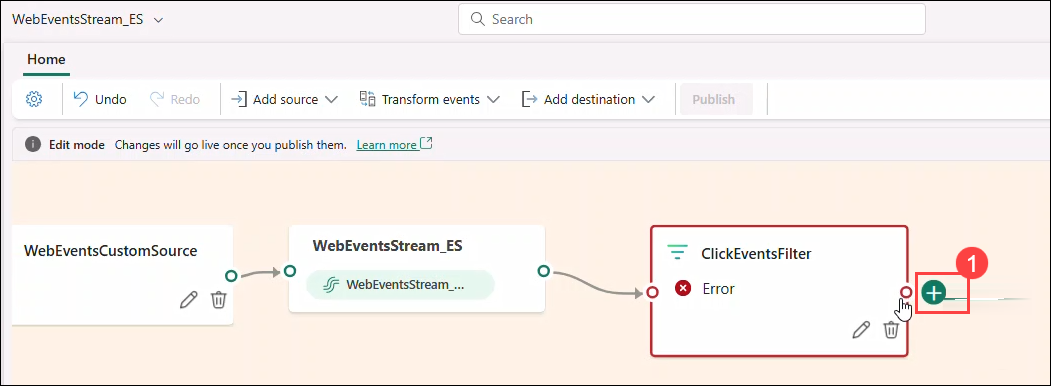 WebEventsStream_ES
Search
Home
Undo
Redo
Add source
Transform events
Add destination
Publish
Edit mode Changes will go live once you publish them. Learn more
WebEventsCustomSource
WebEventsStream_ES
WebEventsStream_...
ClickEventsFilter
Error
1